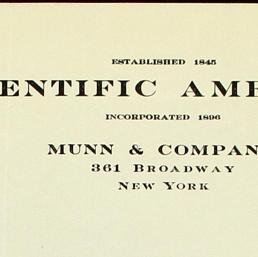 ESTABLISHED 1845
ENTIFIC AME
INCORPORATED 1896
MUNN & COMPAN
361 BROADWAY
NEW YORK